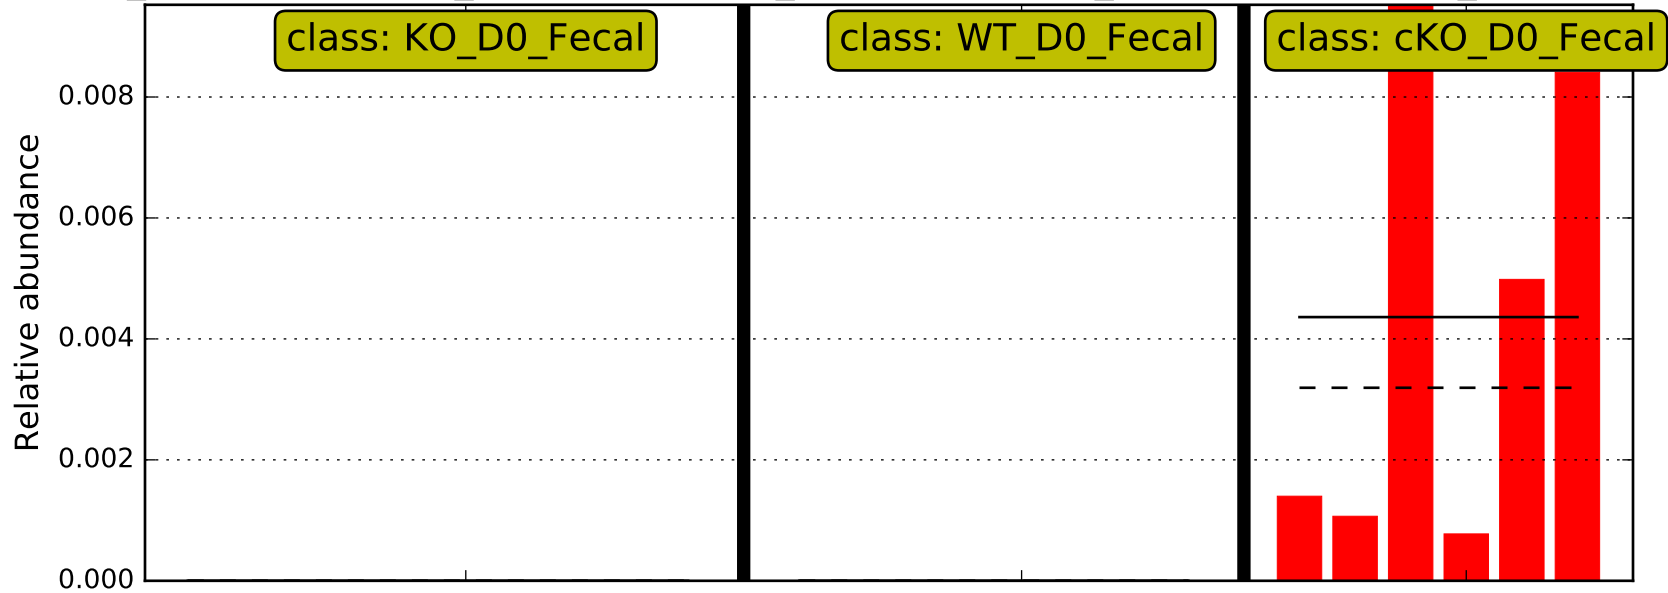 class: KO_D0_Fecal
class: WT_D0_Fecal
class: cKO_D0_Fecal
Relative abundance
0.008
0.006
0.004
0.002
0.000